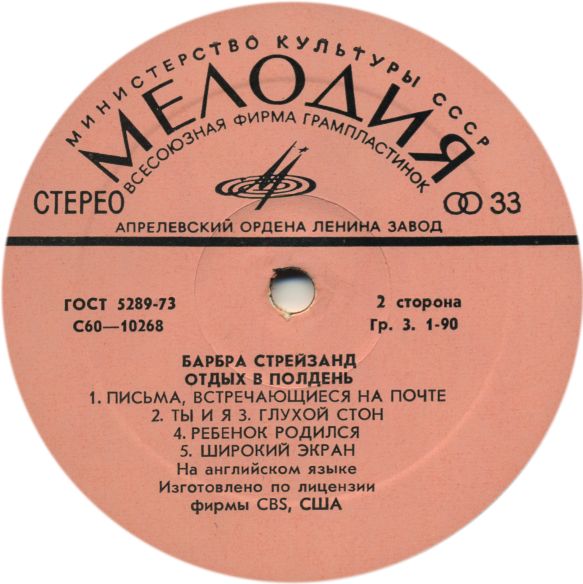 МИНИСТЕРСТВО КУЛЬТУРЫ СССР
МЕЛОДИЯ
ВСЕСОЮЗНАЯ ФИРМА ГРАМПЛАСТИНОК
СТЕРЕО
33
АПРЕЛЕВСКИЙ ОРДЕНА ЛЕНИНА ЗАВОД
ГОСТ 5289-73
2 сторона
С60—10268
Гр. 3. 1-90
БАРБРА СТРЕЙЗАНД
ОТДЫХ В ПОЛДЕНЬ
1. ПИСЬМА, ВСТРЕЧАЮЩИЕСЯ НА ПОЧТЕ
2. ТЫ И Я 3. ГЛУХОЙ СТОН
4. РЕБЕНОК РОДИЛСЯ
5. ШИРОКИЙ ЭКРАН
На английском языке
Изготовлено по лицензии
фирмы CBS, США